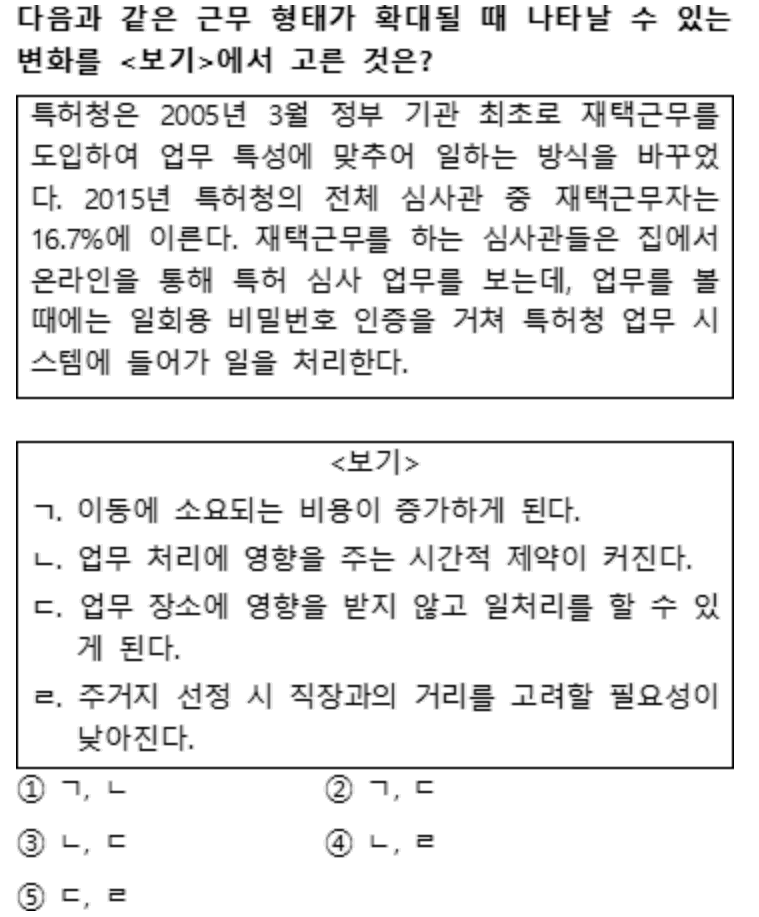 다음과 같은 근무 형태가 확대될 때 나타날 수 있는
변화를 <보기>에서 고른 것은?
특허청은 2005년 3월 정부 기관 최초로 재택근무를
도입하여 업무 특성에 맞추어 일하는 방식을 바꾸었
다. 2015년 특허청의 전체 심사관 중 재택근무자는
16.7%에 이른다. 재택근무를 하는 심사관들은 집에서
온라인을 통해 특허 심사 업무를 보는데, 업무를 볼
때에는 일회용 비밀번호 인증을 거쳐 특허청 업무 시
스템에 들어가 일을 처리한다.
<보기>
ㄱ. 이동에 소요되는 비용이 증가하게 된다.
ㄴ. 업무 처리에 영향을 주는 시간적 제약이 커진다.
ㄷ. 업무 장소에 영향을 받지 않고 일처리를 할 수 있
게 된다.
ㄹ. 주거지 선정 시 직장과의 거리를 고려할 필요성이
낮아진다.
① ㄱ, ㄴ ② ㄱ, ㄷ
③ ㄴ, ㄷ ④ ㄴ, ㄹ
⑤ ㄷ, ㄹ